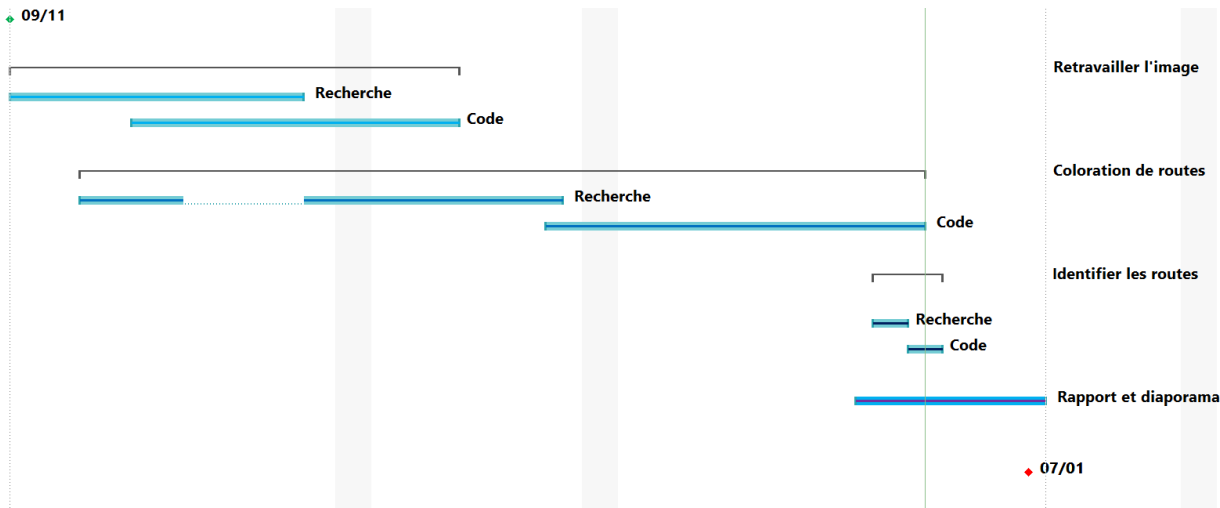 09/11
Retravailler l'image
Recherche
Code
Coloration de routes
Recherche
Code
Identifier les routes
Recherche
Code
Rapport et diaporama
07/01